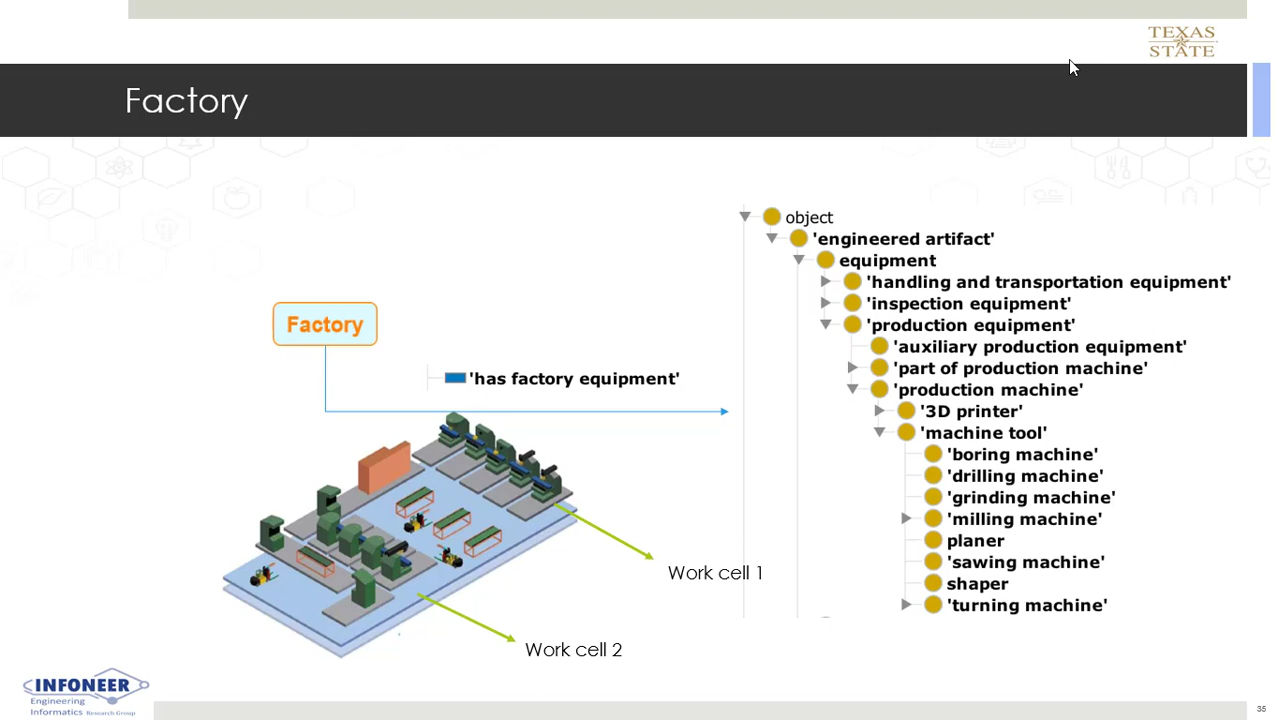 TEXAS
STATE
Factory
object
'engineered artifact'
equipment
'handling and transportation equipment'
'inspection equipment'
'production equipment'
'auxiliary production equipment'
'part of production machine'
'production machine'
'3D printer'
'machine tool'
'boring machine'
'drilling machine'
'grinding machine'
'milling machine'
planer
'sawing machine'
shaper
'turning machine'
Factory
'has factory equipment'
Work cell 1
Work cell 2
INFONEER
Engineering
Informatics Research Group
35